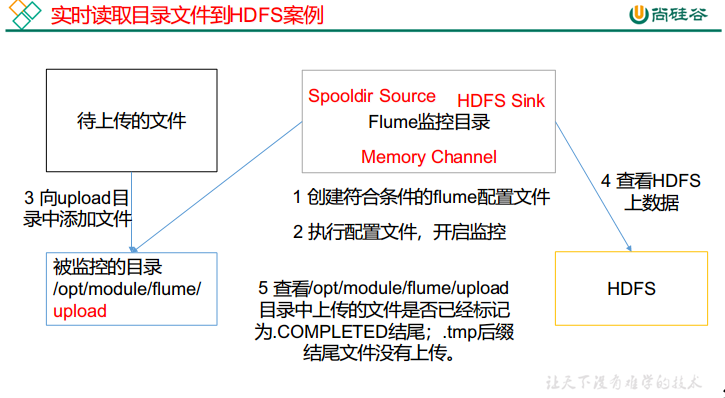 实时读取目录文件到HDFS案例
尚硅谷
待上传的文件
Spooldir Source
HDFS Sink
Flume监控目录
Memory Channel
3 向upload目
录中添加文件
1 创建符合条件的flume配置文件
2 执行配置文件，开启监控
4 查看HDFS
上数据
被监控的目录
/opt/module/flume/
upload
5 查看/opt/module/flume/upload
目录中上传的文件是否已经标记
为.COMPLETED结尾；.tmp后缀
结尾文件没有上传。
HDFS
让天下没有难学的技术